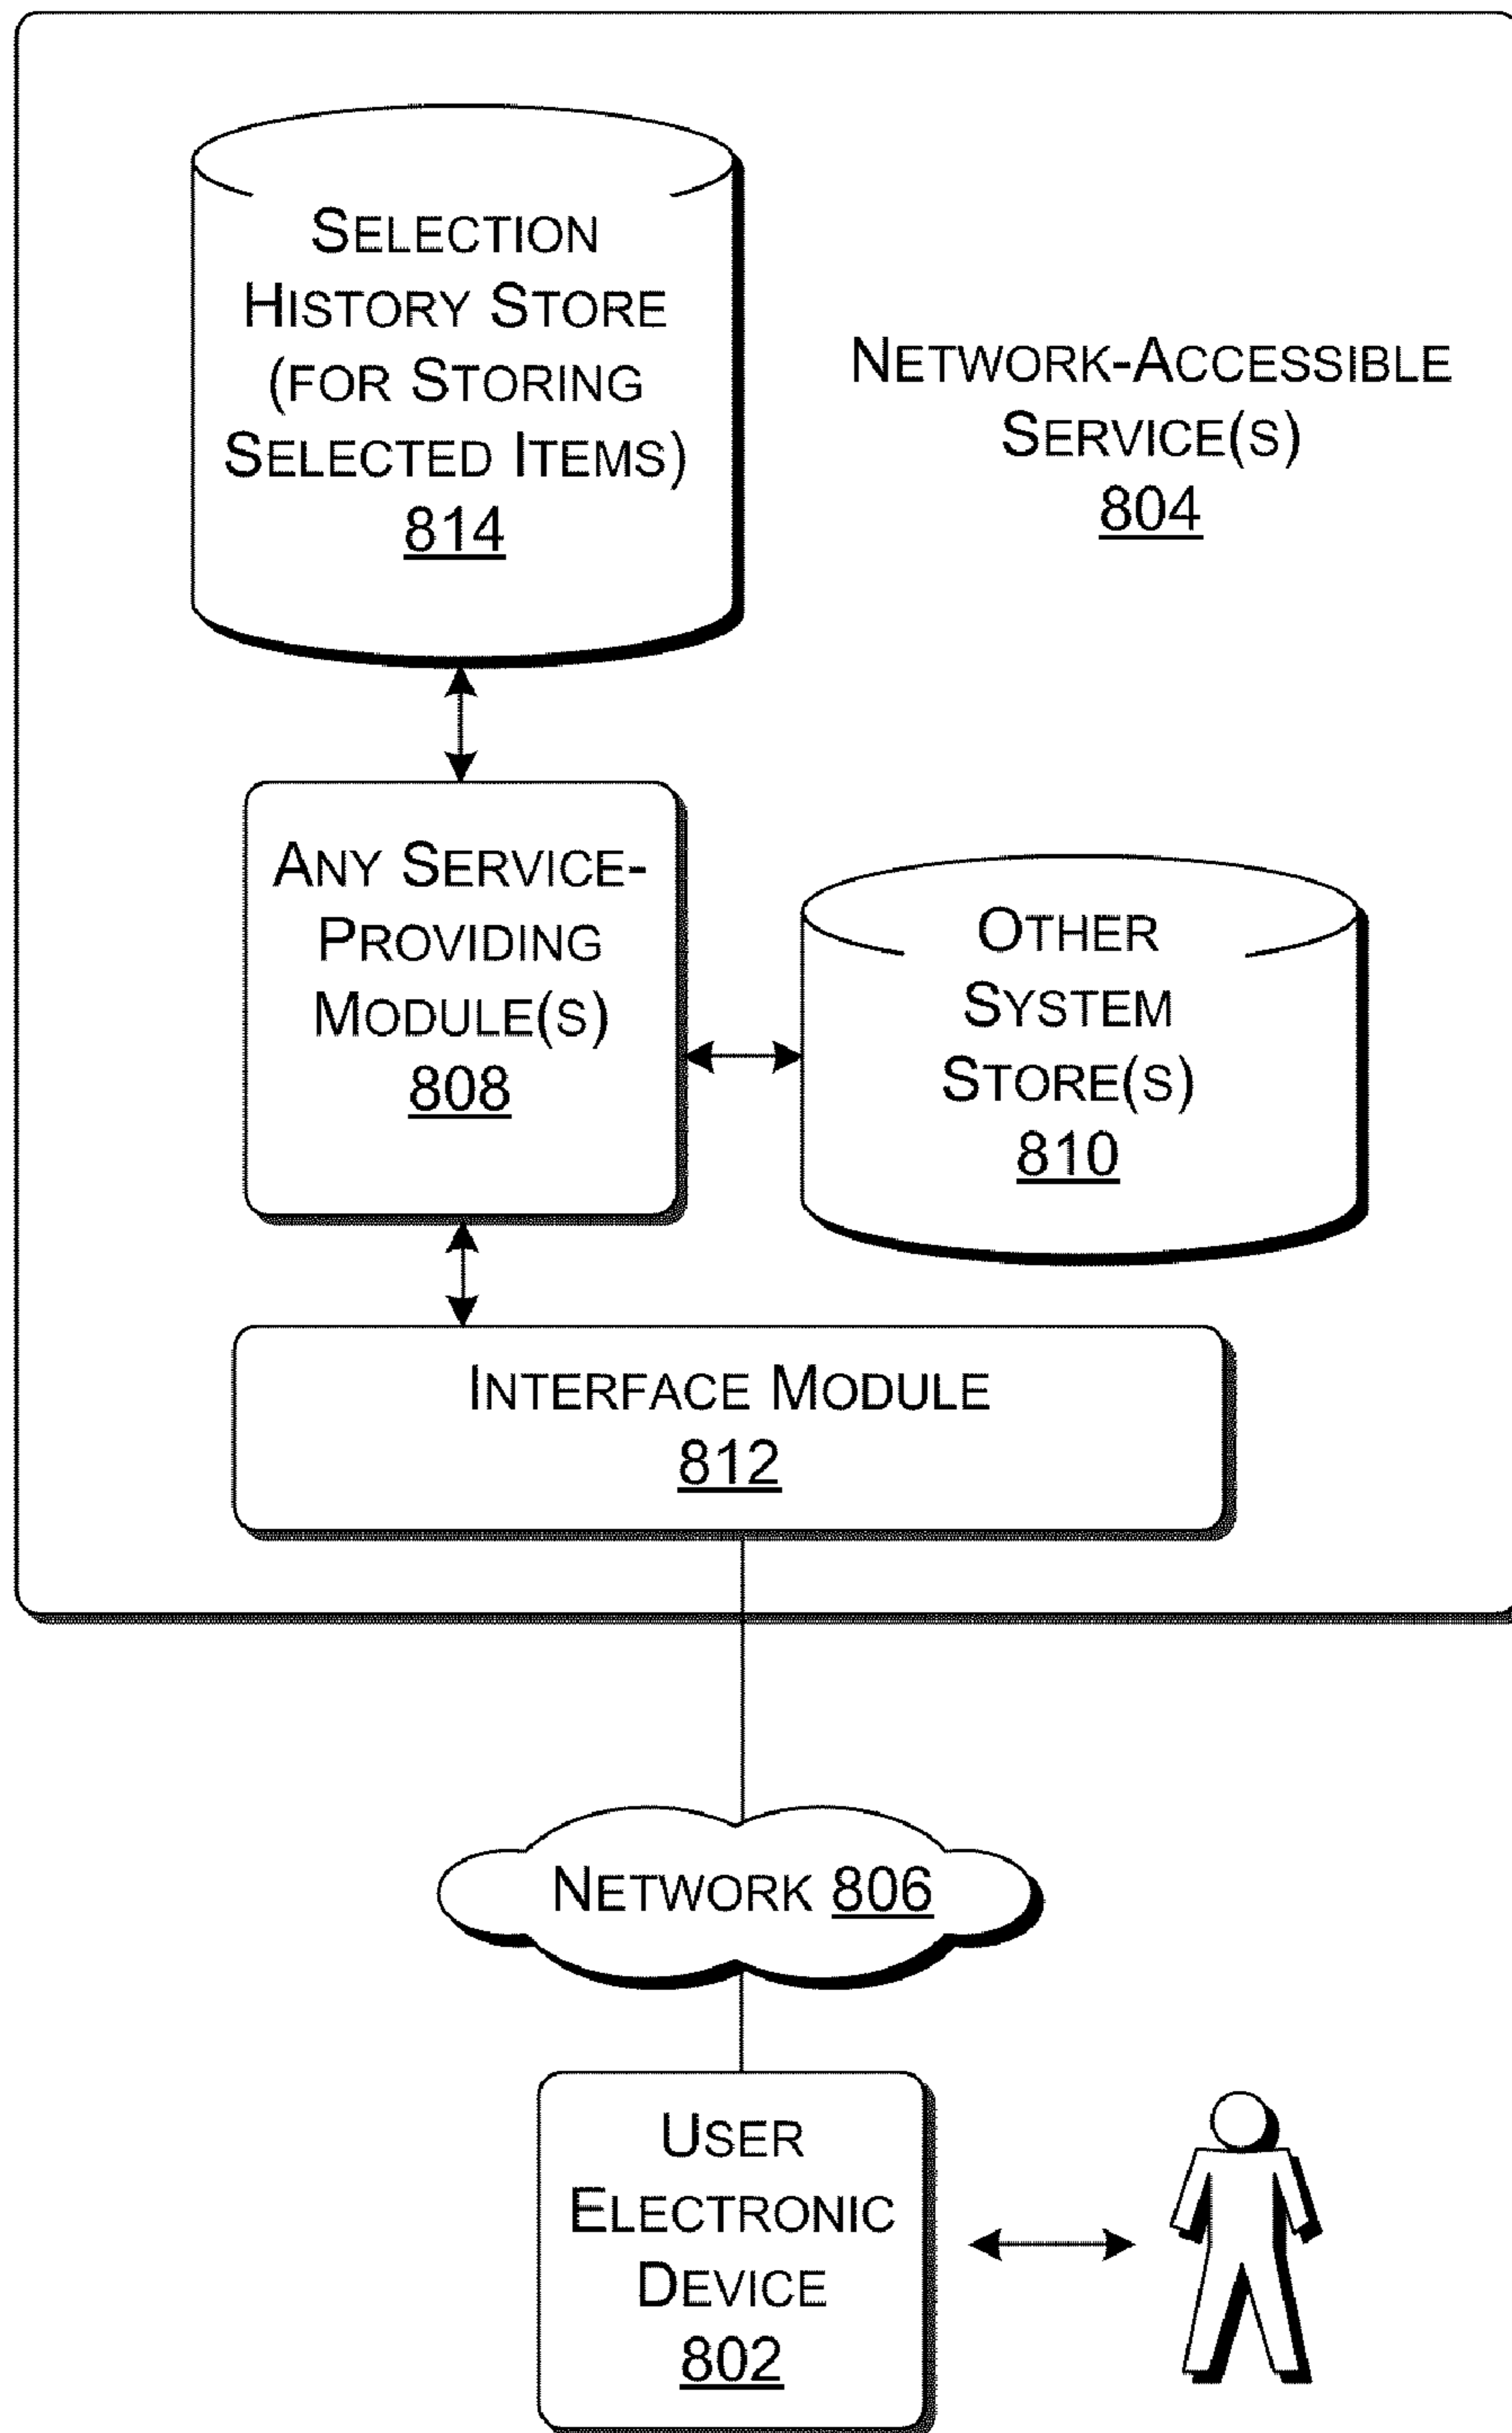 SELECTION
HISTORY STORE
(FOR STORING
SELECTED ITEMS)
814
NETWORK-ACCESSIBLE
SERVICE(S)
804
ANY SERVICE-
PROVIDING
MODULE(S)
808
OTHER
SYSTEM
STORE(S)
810
INTERFACE MODULE
812
NETWORK 806
USER
ELECTRONIC
DEVICE
802